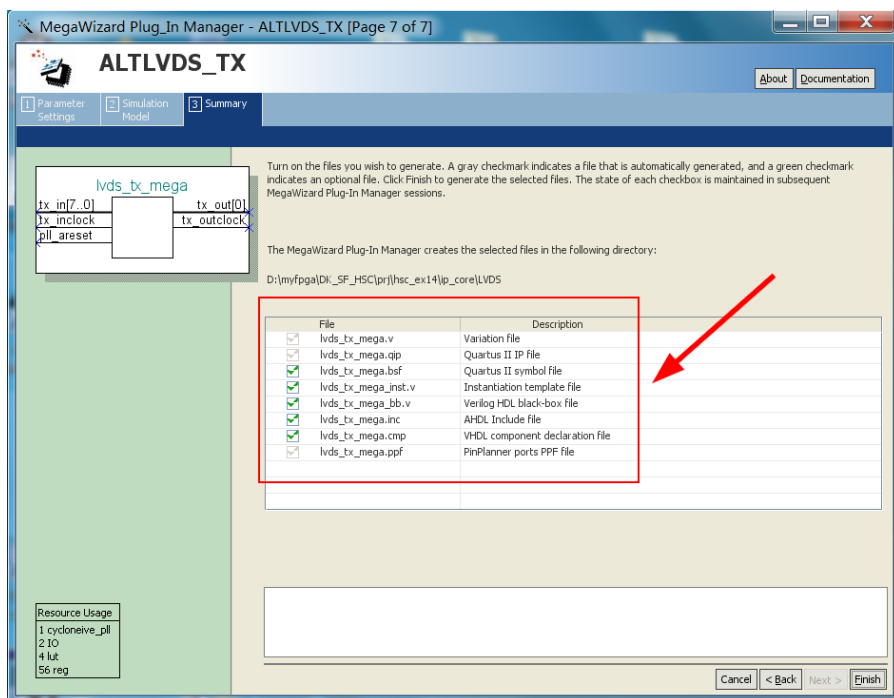 MegaWizard Plug_In Manager - ALTLVDS_TX [Page 7 of 7]
ALTLVDS_TX
About
Documentation
1 Parameter Settings
2 Simulation Model
3 Summary
lvds_tx_mega
tx_in[7..0]
tx_out[0]
tx_inclock
tx_outclock
pll_areset
Turn on the files you wish to generate. A gray checkmark indicates a file that is automatically generated, and a green checkmark
indicates an optional file. Click Finish to generate the selected files. The state of each checkbox is maintained in subsequent
MegaWizard Plug-In Manager sessions.
The MegaWizard Plug-In Manager creates the selected files in the following directory:
D:\myfpga\DK_SF_HSC\prj\hsc_ex14\ip_core\LVDS
File Description
lvds_tx_mega.v Variation file
lvds_tx_mega.qip Quartus II IP file
lvds_tx_mega.bsf Quartus II symbol file
lvds_tx_mega_inst.v Instantiation template file
lvds_tx_mega_bb.v Verilog HDL black-box file
lvds_tx_mega.inc AHDL Include file
lvds_tx_mega.cmp VHDL component declaration file
lvds_tx_mega.ppf PinPlanner ports PPF file
Resource Usage
1 cycloneive_pll
2 IO
4 lut
56 reg
Cancel
< Back
Next >
Finish